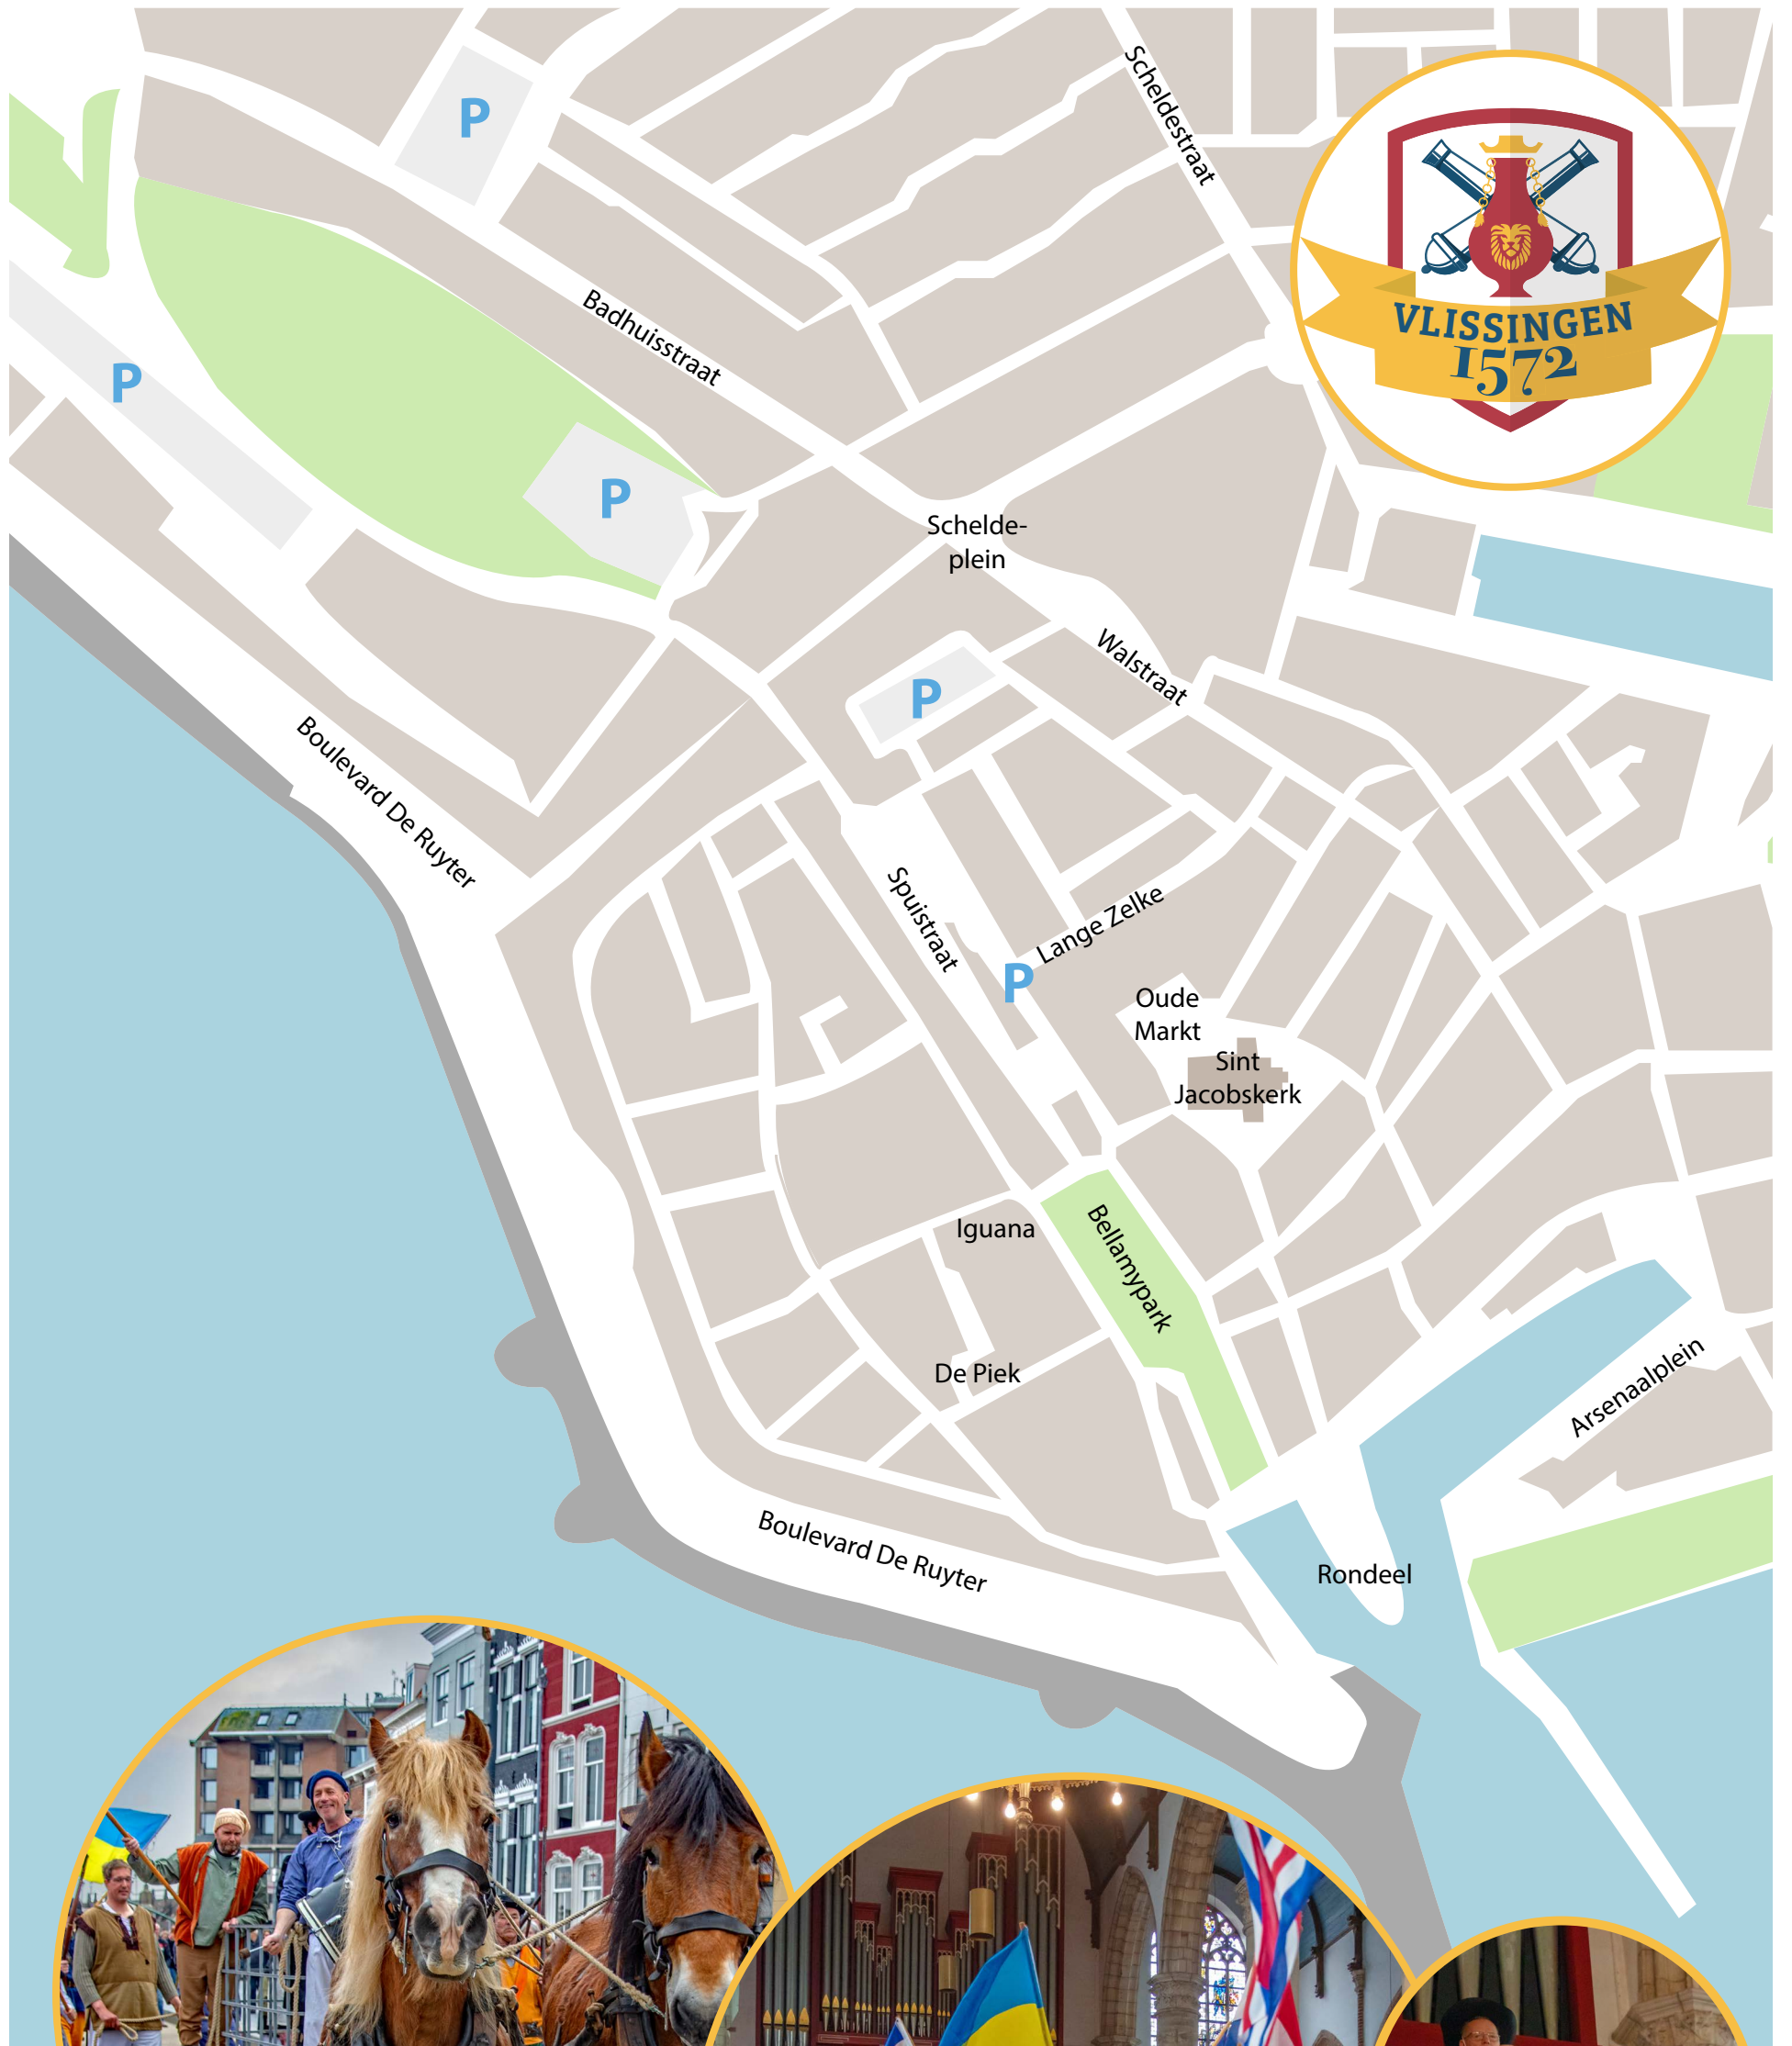 Scheldestraat
P
VLISSINGEN
1572
Badhuisstraat
P
P
Schelde-
plein
Walstraat
P
Boulevard De Ruyter
Spuistraat
Lange Zelke
P
Oude
Markt
Sint
Jacobskerk
Iguana
Bellamypark
De Piek
Arsenaalplein
Boulevard De Ruyter
Rondeel